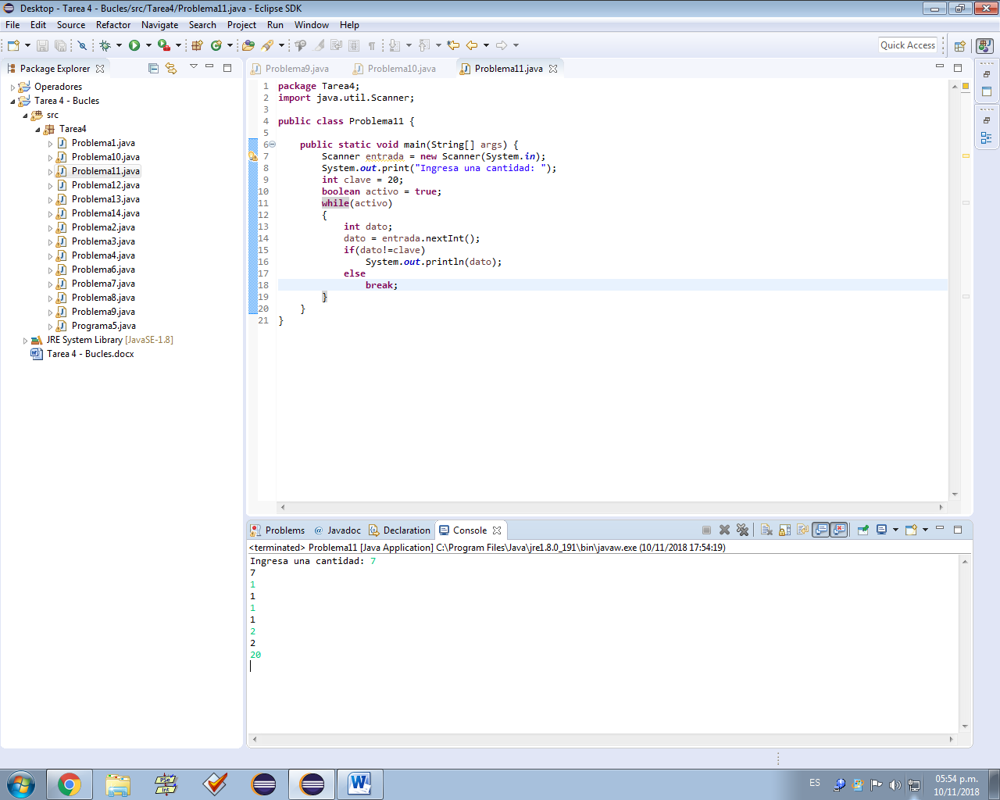 Desktop - Tarea 4 - Bucles/src/Tarea4/Problema11.java - Eclipse SDK
File Edit Source Refactor Navigate Search Project Run Window Help
Quick Access
Package Explorer
Operadores
Tarea 4 - Bucles
src
Tarea4
Problema1.java
Problema10.java
Problema11.java
Problema12.java
Problema13.java
Problema14.java
Problema2.java
Problema3.java
Problema4.java
Problema6.java
Problema7.java
Problema8.java
Problema9.java
Programa5.java
JRE System Library [JavaSE-1.8]
Tarea 4 - Bucles.docx
Problema9.java Problema10.java Problema11.java
1 package Tarea4;
2 import java.util.Scanner;
3
4 public class Problema11 {
5
6 public static void main(String[] args) {
7 Scanner entrada = new Scanner(System.in);
8 System.out.print("Ingresa una cantidad: ");
9 int clave = 20;
10 boolean activo = true;
11 while(activo)
12 {
13 int dato;
14 dato = entrada.nextInt();
15 if(dato!=clave)
16 System.out.println(dato);
17 else
18 break;
19 }
20 }
21 }
Problems @ Javadoc Declaration Console
<terminated> Problema11 [Java Application] C:\Program Files\Java\jre1.8.0_191\bin\javaw.exe (10/11/2018 17:54:19)
Ingresa una cantidad: 7
7
1
1
1
1
2
2
20
PSe
Int
W
ES
05:54 p.m.
10/11/2018